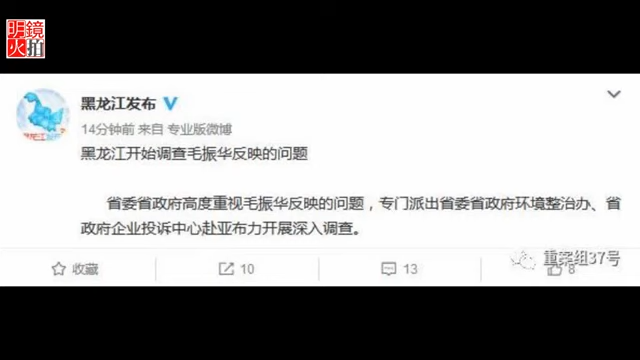 明鏡
火拍
黑龙江发布
14分钟前 来自 专业版微博
黑龙江开始调查毛振华反映的问题
省委省政府高度重视毛振华反映的问题，专门派出省委省政府环境整治办、省
政府企业投诉中心赴亚布力开展深入调查。
收藏
10
13
8
重案组37号